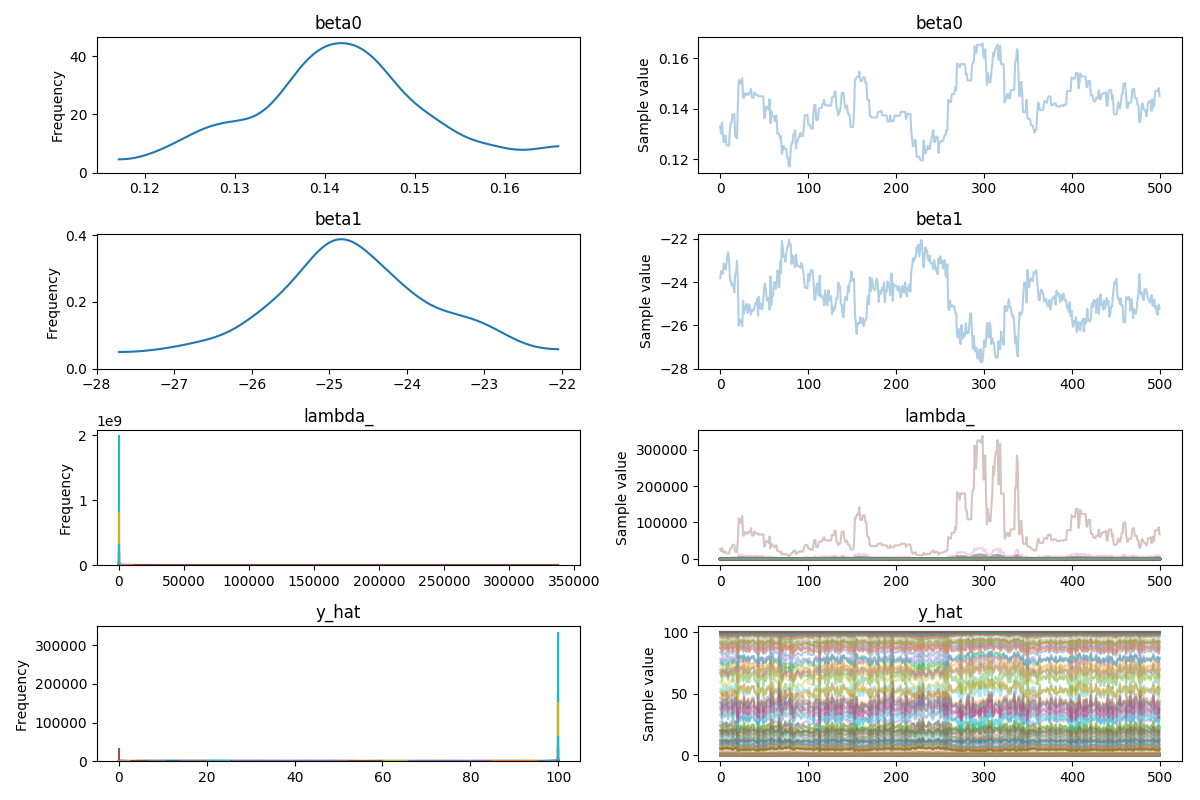 beta0
Frequency
40
20
0
0.12 0.13 0.14 0.15 0.16
beta0
Sample value
0.16
0.14
0.12
0 100 200 300 400 500
beta1
Frequency
0.4
0.2
0.0
−28 −27 −26 −25 −24 −23 −22
beta1
Sample value
−22
−24
−26
−28
0 100 200 300 400 500
lambda_
1e9
Frequency
2
1
0
0 50000 100000 150000 200000 250000 300000 350000
lambda_
Sample value
300000
200000
100000
0
0 100 200 300 400 500
y_hat
Frequency
300000
200000
100000
0
0 20 40 60 80 100
y_hat
Sample value
100
50
0
0 100 200 300 400 500